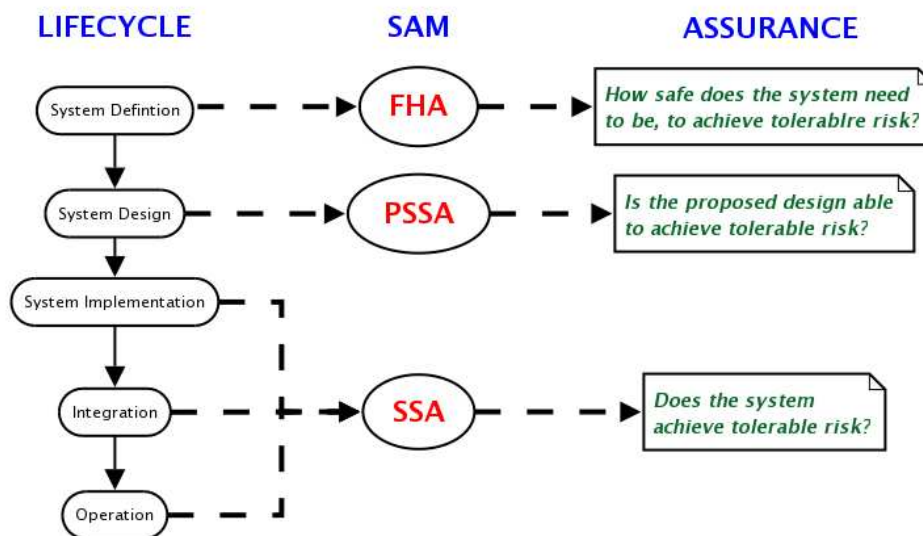 LIFECYCLE
SAM
ASSURANCE
System Defintion
FHA
How safe does the system need
to be, to achieve tolerablre risk?
System Design
PSSA
Is the proposed design able
to achieve tolerable risk?
System Implementation
Integration
SSA
Does the system
achieve tolerable risk?
Operation